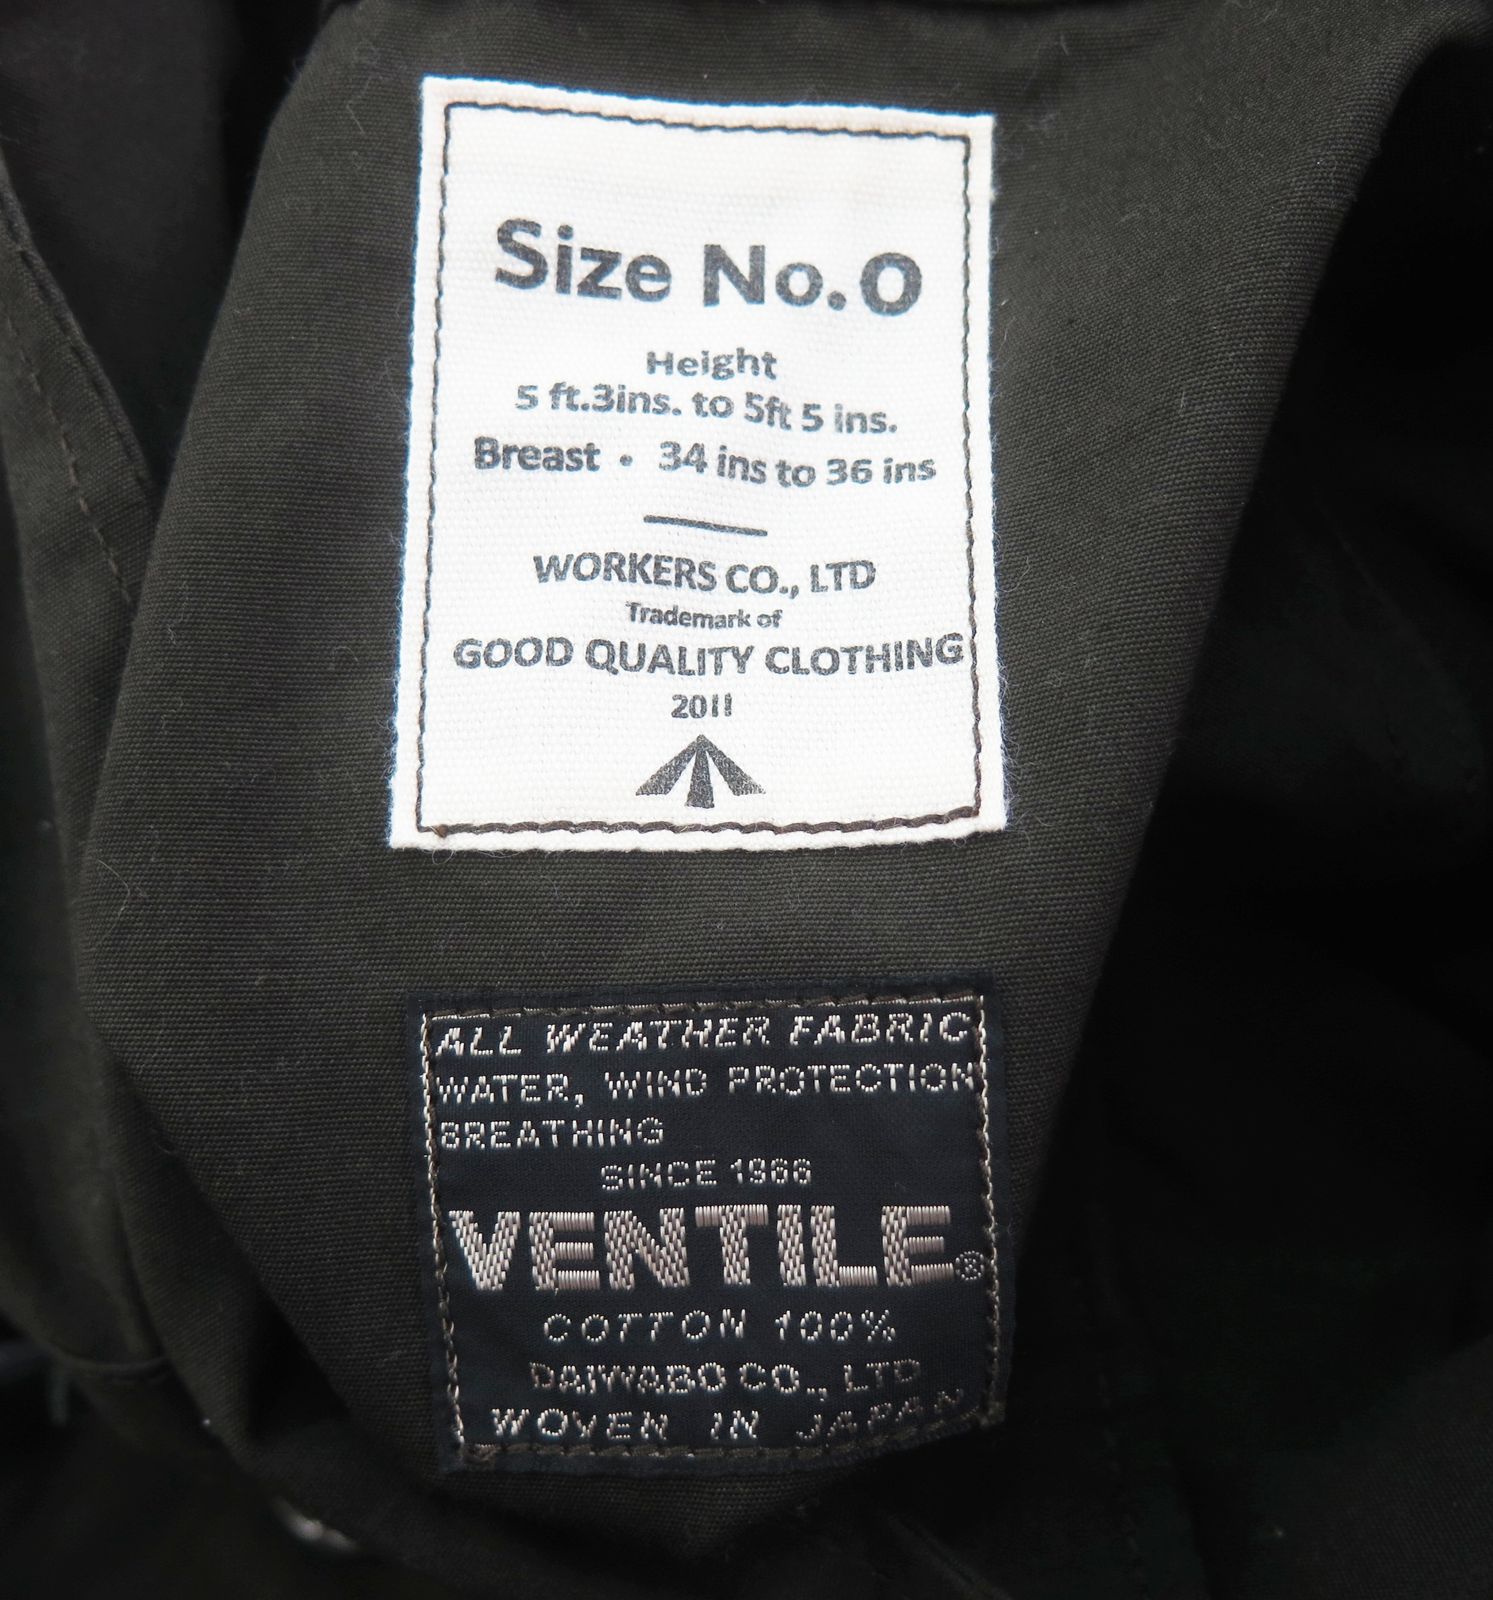 Size No.0
Height
5 ft.3ins. to 5ft 5 ins.
Breast • 34 ins to 36 ins
WORKERS CO., LTD
Trademark of
GOOD QUALITY CLOTHING
2011
ALL WEATHER FABRIC
WATER, WIND PROTECTION
BREATHING
SINCE 1966
VENTILE®
COTTON 100%
DAIWABO CO., LTD
WOVEN IN JAPAN